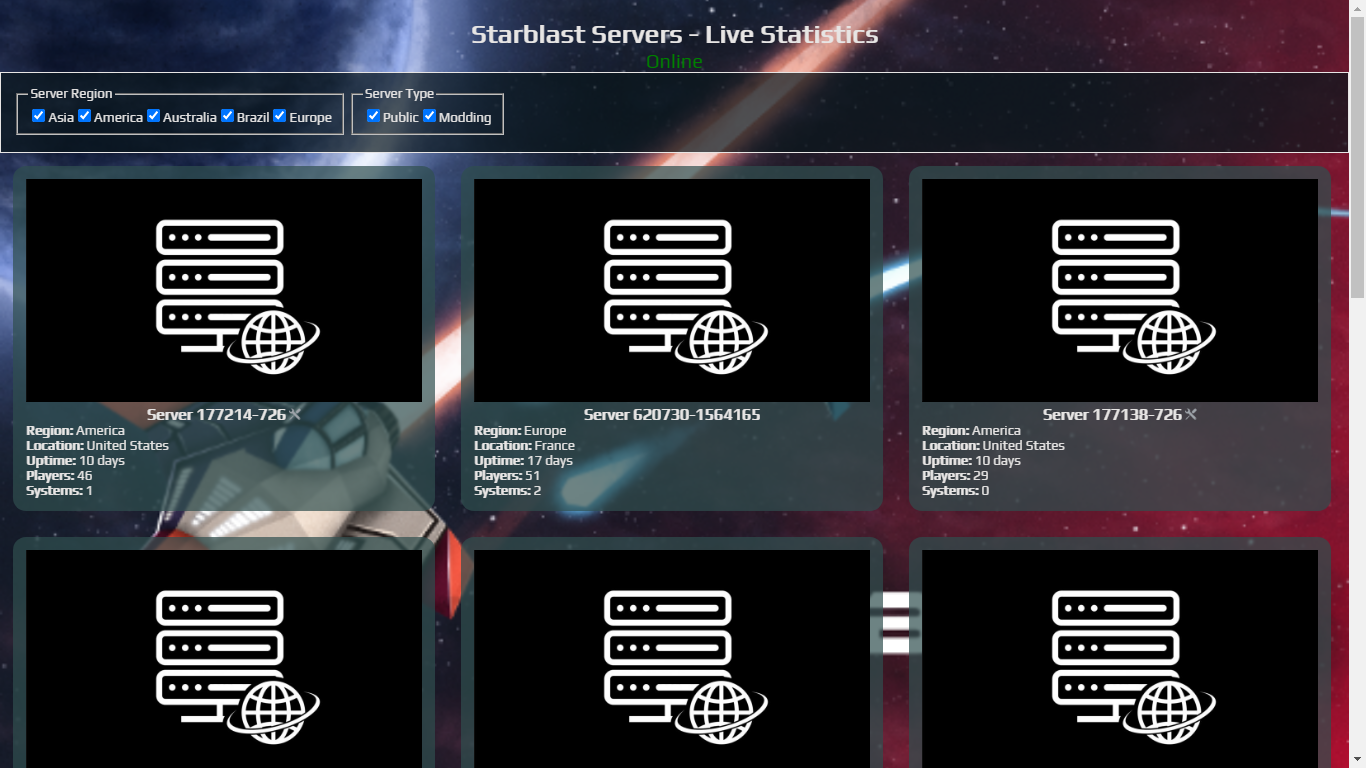 Starblast Servers - Live Statistics
Online
Server Region
Asia America Australia Brazil Europe
Server Type
Public Modding
Server 177214-726
Region: America
Location: United States
Uptime: 10 days
Players: 46
Systems: 1
Server 620730-1564165
Region: Europe
Location: France
Uptime: 17 days
Players: 51
Systems: 2
Server 177138-726
Region: America
Location: United States
Uptime: 10 days
Players: 29
Systems: 0